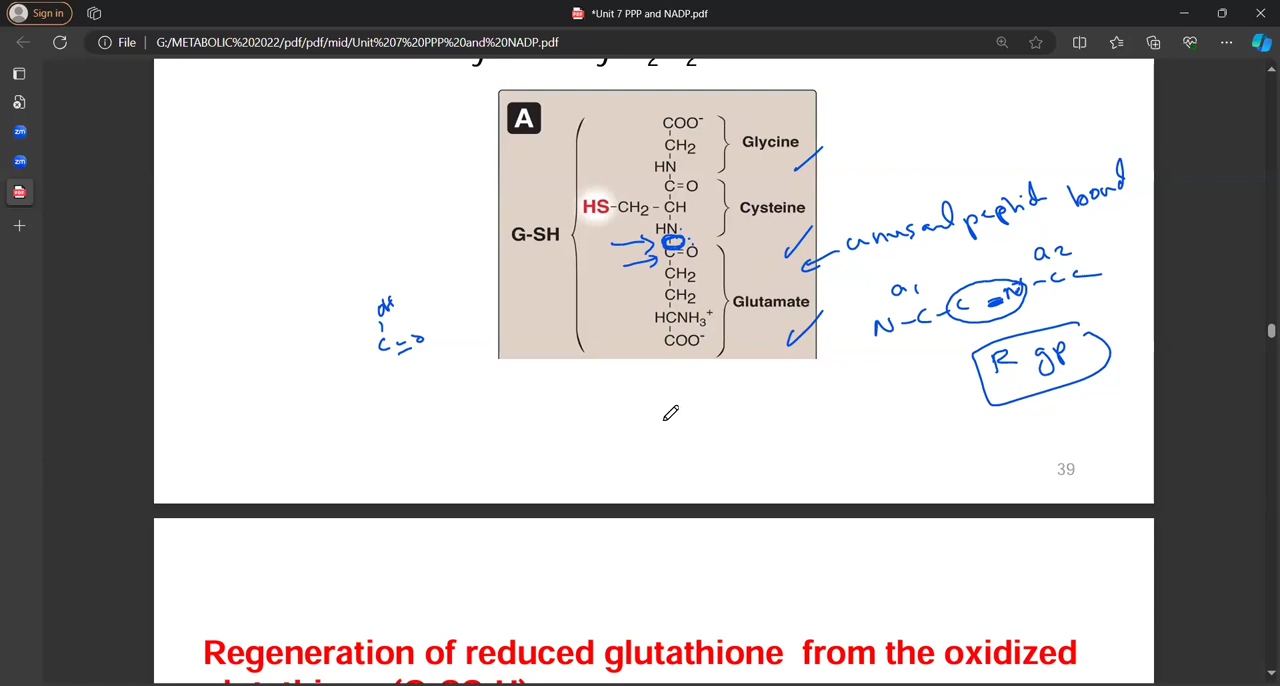 Sign in
*Unit 7 PPP and NADP.pdf
File
G:/METABOLIC%202022/pdf/pdf/mid/Unit%207%20PPP%20and%20NADP.pdf
A
COO-
CH2
HN
C=O
HS-CH2-CH
HN
C=O
CH2
CH2
HCNH3+
COO-
G-SH
Glycine
Cysteine
Glutamate
bond
a1
a2
N-C-C=N-C-C
R gp
C=O
39
Regeneration of reduced glutathione from the oxidized
zm
zm